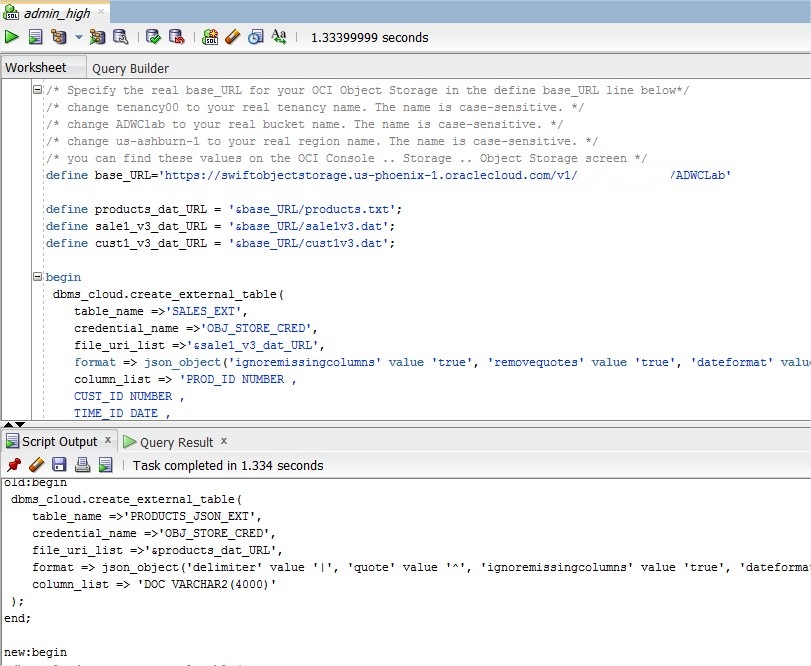 admin_high
1.33399999 seconds
Worksheet Query Builder
/* Specify the real base_URL for your OCI Object Storage in the define base_URL line below*/
/* change tenancy00 to your real tenancy name. The name is case-sensitive. */
/* change ADWClab to your real bucket name. The name is case-sensitive. */
/* change us-ashburn-1 to your real region name. The name is case-sensitive. */
/* you can find these values on the OCI Console .. Storage .. Object Storage screen */
define base_URL='https://swiftobjectstorage.us-phoenix-1.oraclecloud.com/v1/ /ADWCLab'
define products_dat_URL = '&base_URL/products.txt';
define sale1_v3_dat_URL = '&base_URL/sale1v3.dat';
define cust1_v3_dat_URL = '&base_URL/cust1v3.dat';
begin
dbms_cloud.create_external_table(
table_name =>'SALES_EXT',
credential_name =>'OBJ_STORE_CRED',
file_uri_list =>'&sale1_v3_dat_URL',
format => json_object('ignoremissingcolumns' value 'true', 'removequotes' value 'true', 'dateformat' valu
column_list => 'PROD_ID NUMBER ,
CUST_ID NUMBER ,
TIME_ID DATE ,
Script Output x Query Result x
Task completed in 1.334 seconds
old:begin
dbms_cloud.create_external_table(
table_name =>'PRODUCTS_JSON_EXT',
credential_name =>'OBJ_STORE_CRED',
file_uri_list =>'&products_dat_URL',
format => json_object('delimiter' value '|', 'quote' value '^', 'ignoremissingcolumns' value 'true', 'dateforma
column_list => 'DOC VARCHAR2(4000)'
);
end;
new:begin